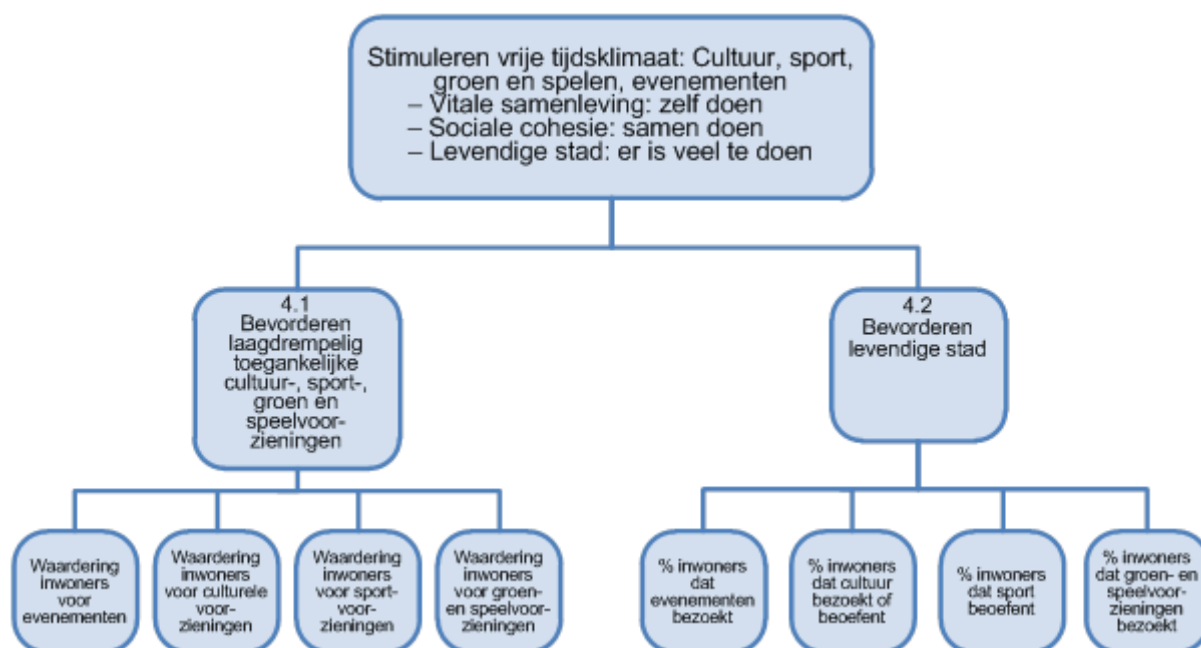 Stimuleren vrije tijdsklimaat: Cultuur, sport,
groen en spelen, evenementen
– Vitale samenleving: zelf doen
– Sociale cohesie: samen doen
– Levendige stad: er is veel te doen
4.1
Bevorderen
laagdrempelig
toegankelijke
cultuur-, sport-,
groen en
speelvoor-
zieningen
4.2
Bevorderen
levendige stad
Waardering
inwoners
voor
evenementen
Waardering
inwoners
voor culturele
voor-
zieningen
Waardering
inwoners
voor sport-
voor-
zieningen
Waardering
inwoners
voor groen-
en speelvoor-
zieningen
% inwoners
dat
evenementen
bezoekt
% inwoners
dat cultuur
bezoekt of
beoefent
% inwoners
dat sport
beoefent
% inwoners
dat groen- en
speelvoor-
zieningen
bezoekt